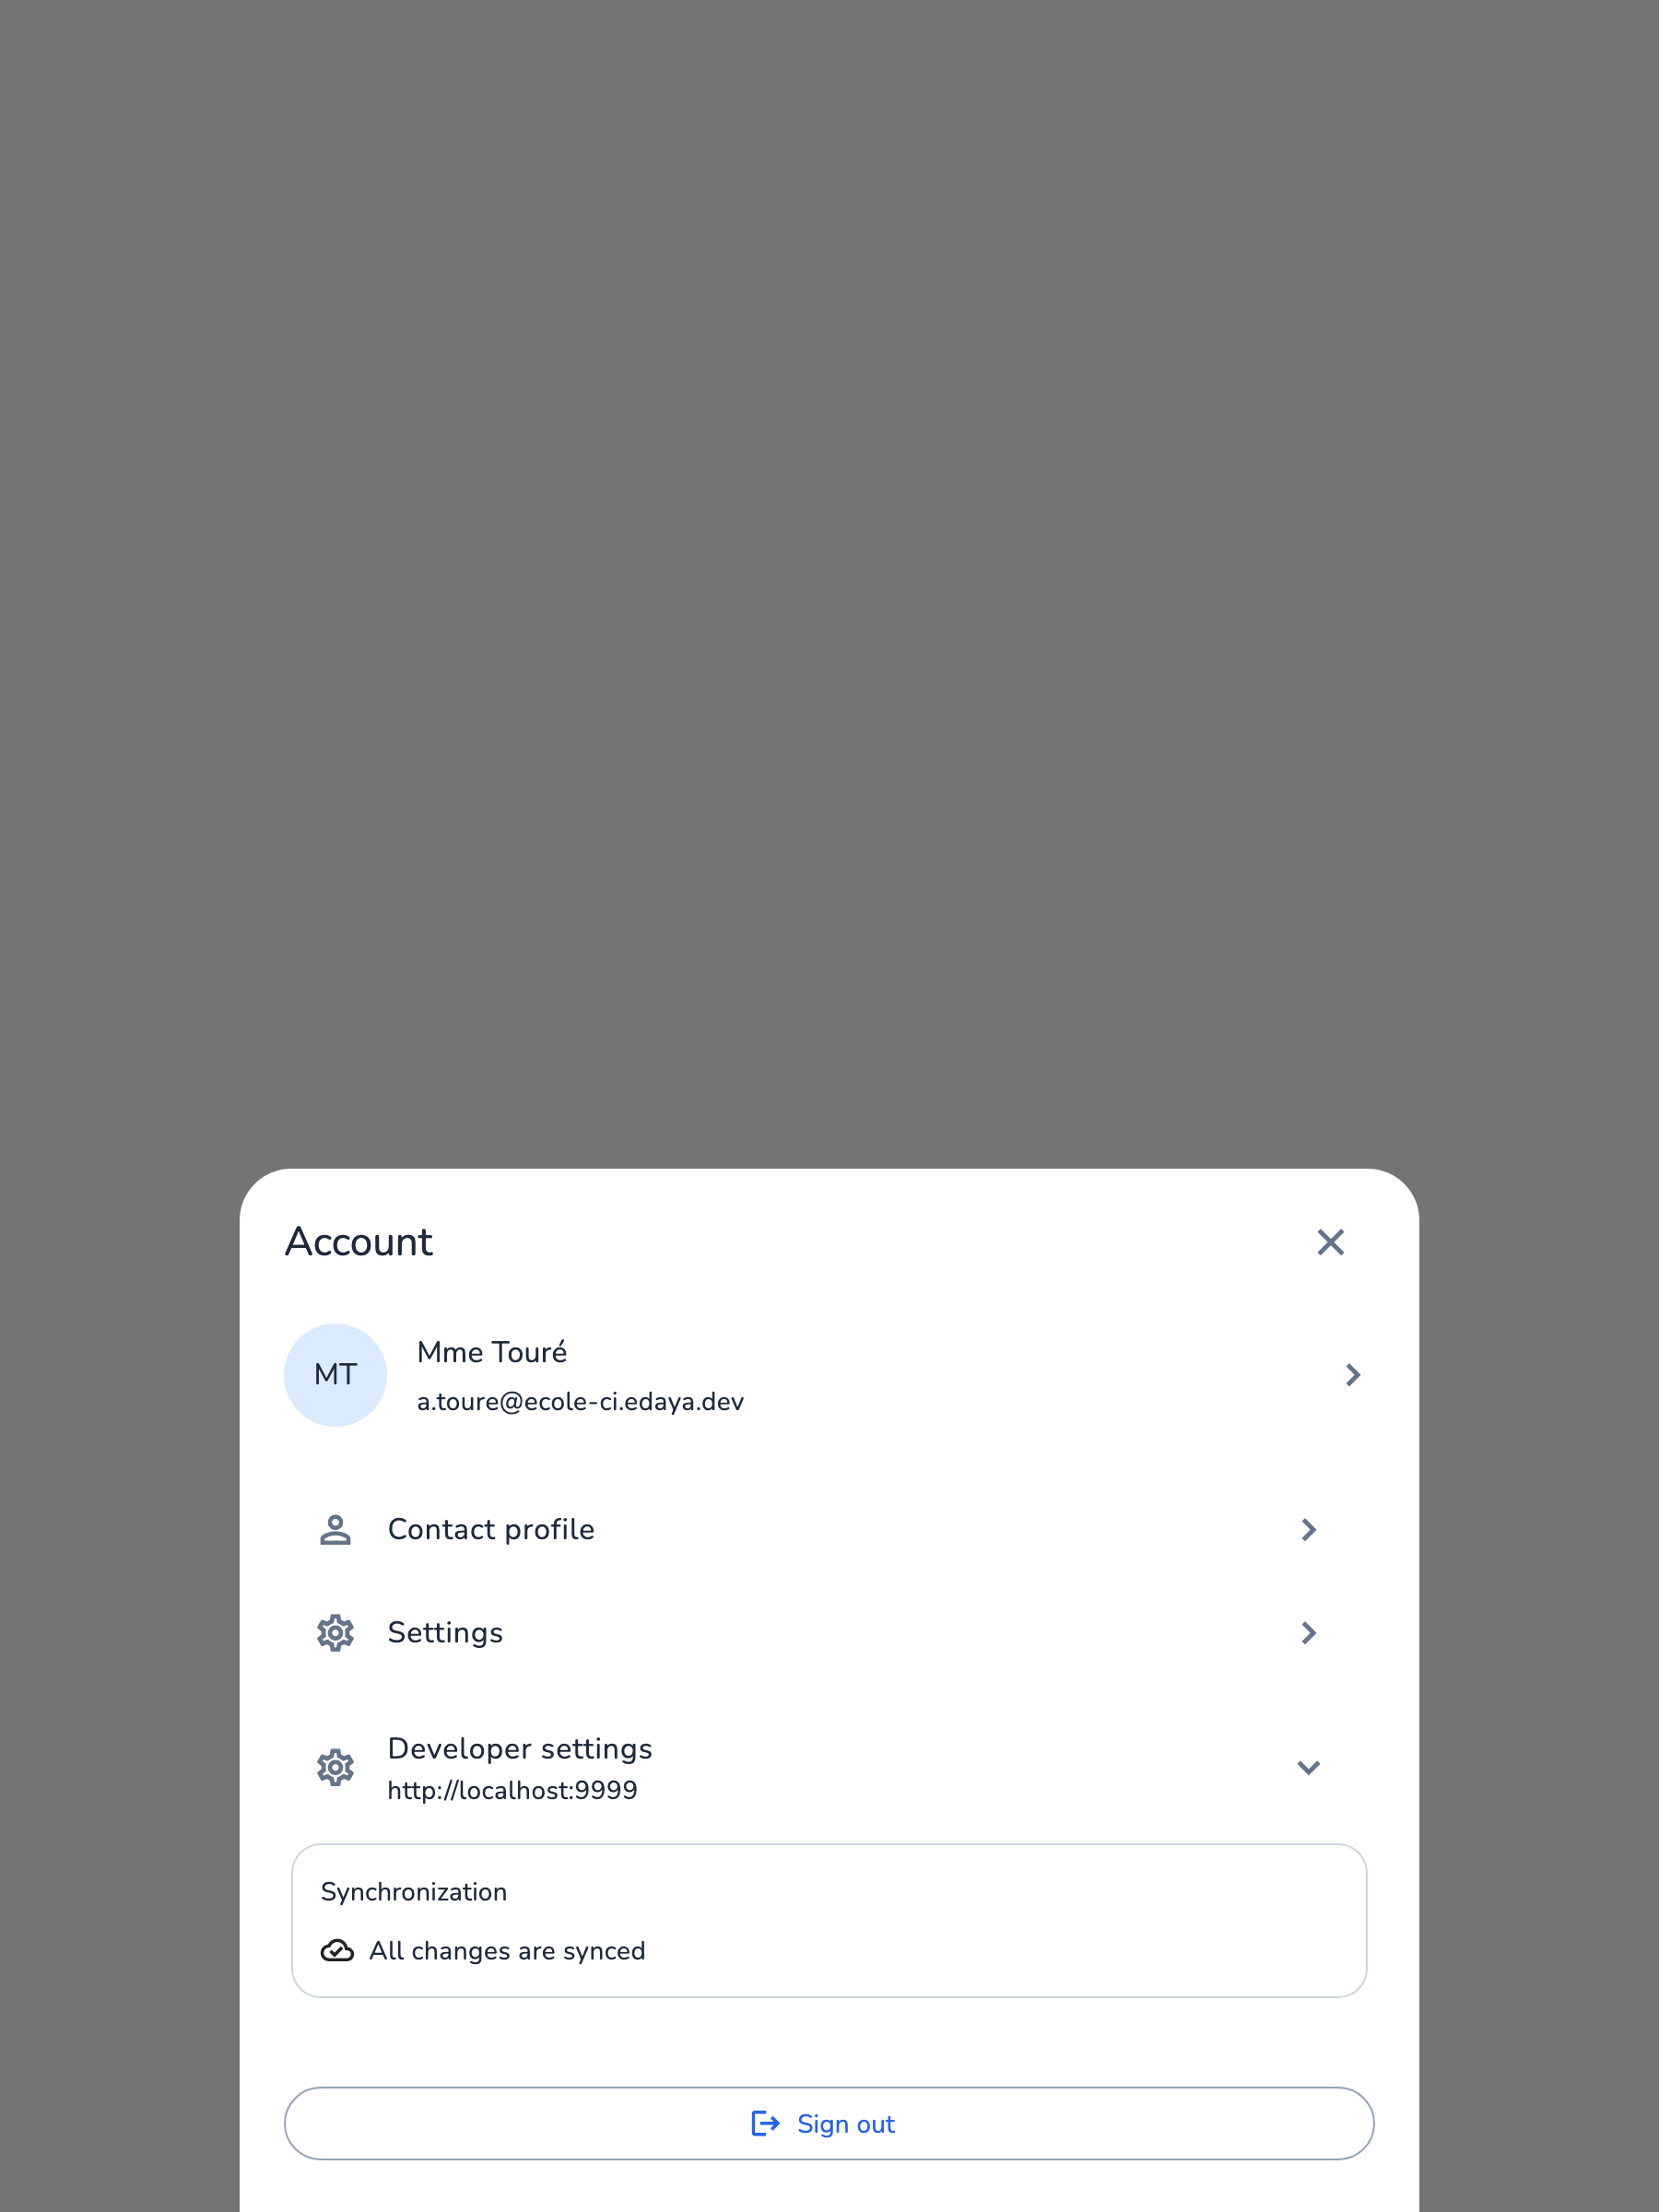 Account
MT
Mme Touré
a.toure@ecole-ci.edaya.dev
Contact profile
Settings
Developer settings
http://localhost:9999
Synchronization
All changes are synced
Sign out